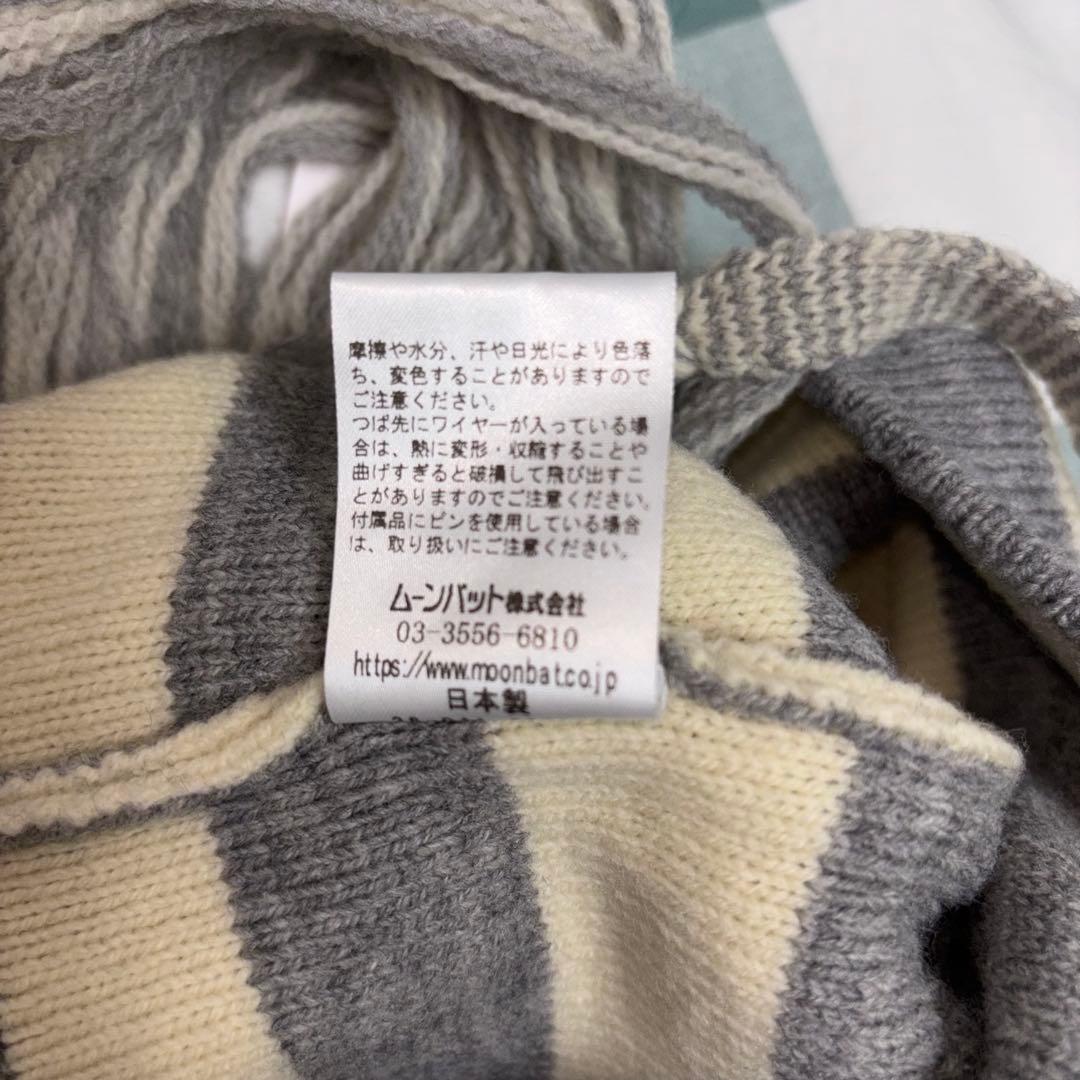 摩擦や水分、汗や日光により色落
ち、変色することがありますので
ご注意ください。
つば先にワイヤーが入っている場
合は、熱に変形・収縮することや
曲げすぎると破損して飛び出すこ
とがありますのでご注意ください。
付属品にピンを使用している場合
は、取り扱いにご注意ください。
ムーンバット株式会社
03-3556-6810
https://www.moonbat.co.jp
日本製